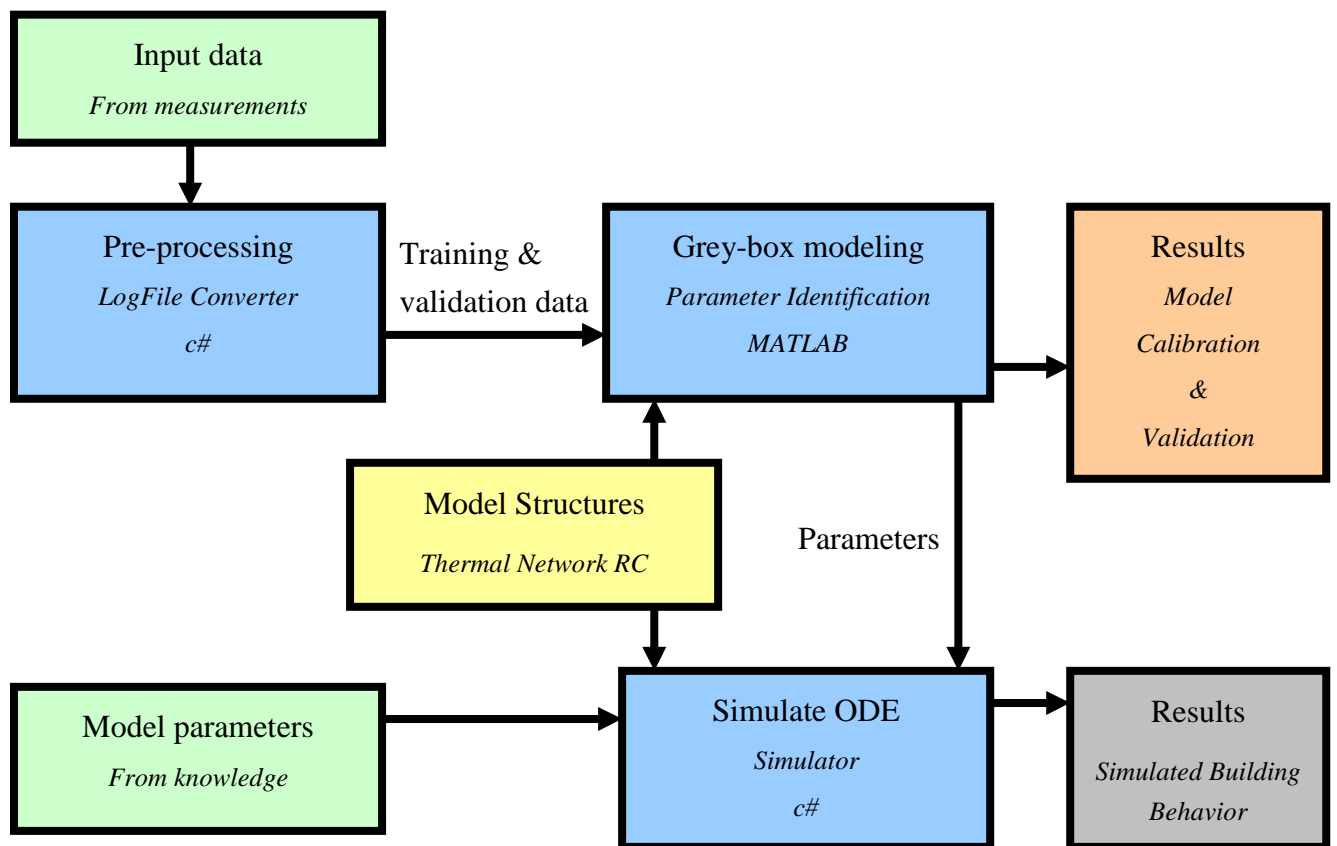 Input data
From measurements
Pre-processing
LogFile Converter
c#
Training &
validation data
Grey-box modeling
Parameter Identification
MATLAB
Results
Model
Calibration
&
Validation
Model Structures
Thermal Network RC
Parameters
Model parameters
From knowledge
Simulate ODE
Simulator
c#
Results
Simulated Building
Behavior